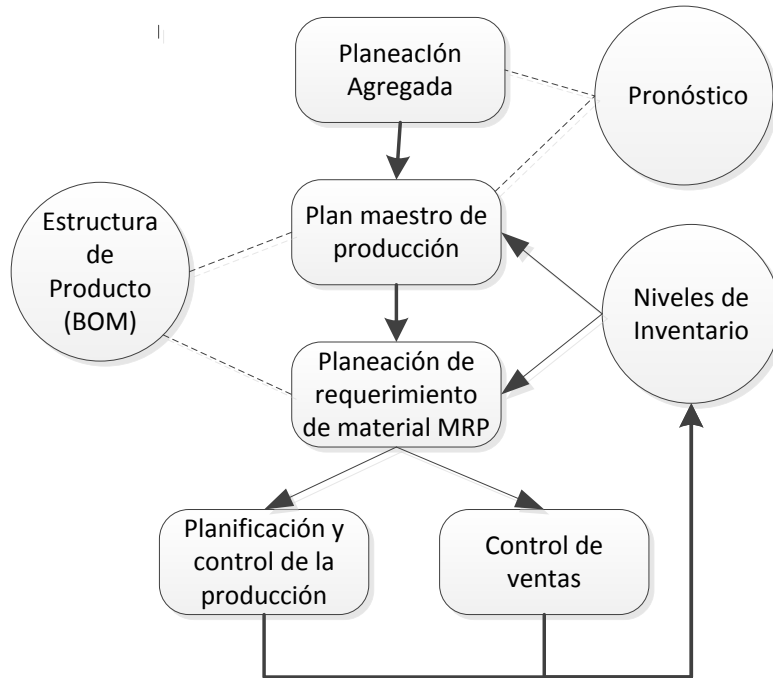 Planeación
Agregada
Pronóstico
Plan maestro de
producción
Estructura
de
Producto
(BOM)
Niveles de
Inventario
Planeación de
requerimiento
de material MRP
Planificación y
control de la
producción
Control de
ventas